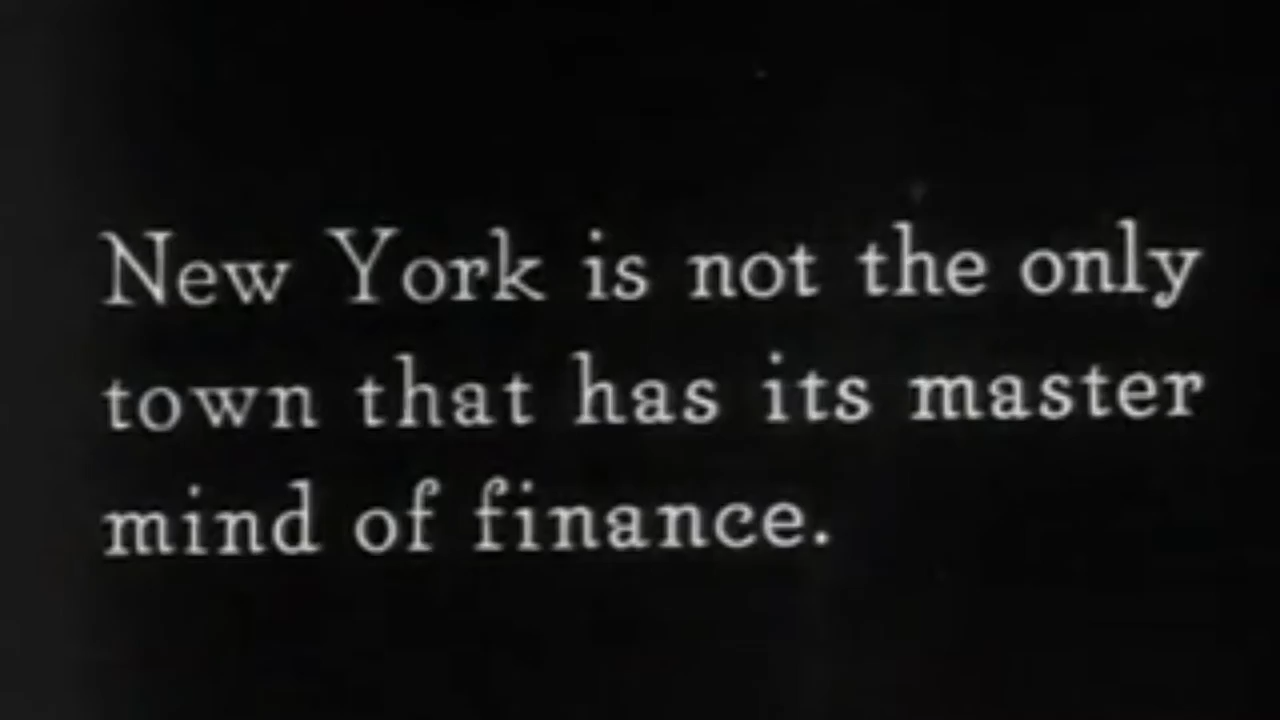 New York is not the only
town that has its master
mind of finance.